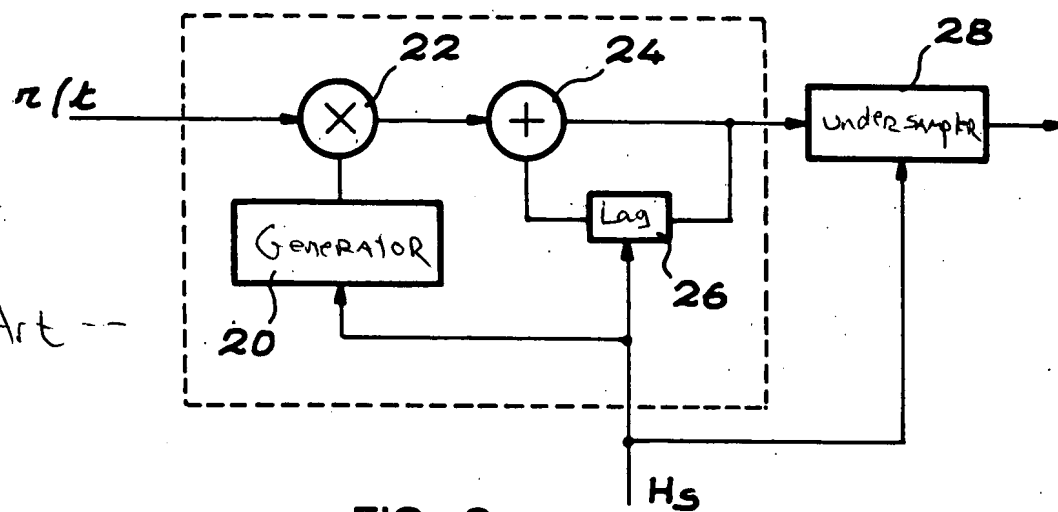 22
24
28
r/t
×
+
undersampler
Lag
Generator
26
Art --
20
Hs